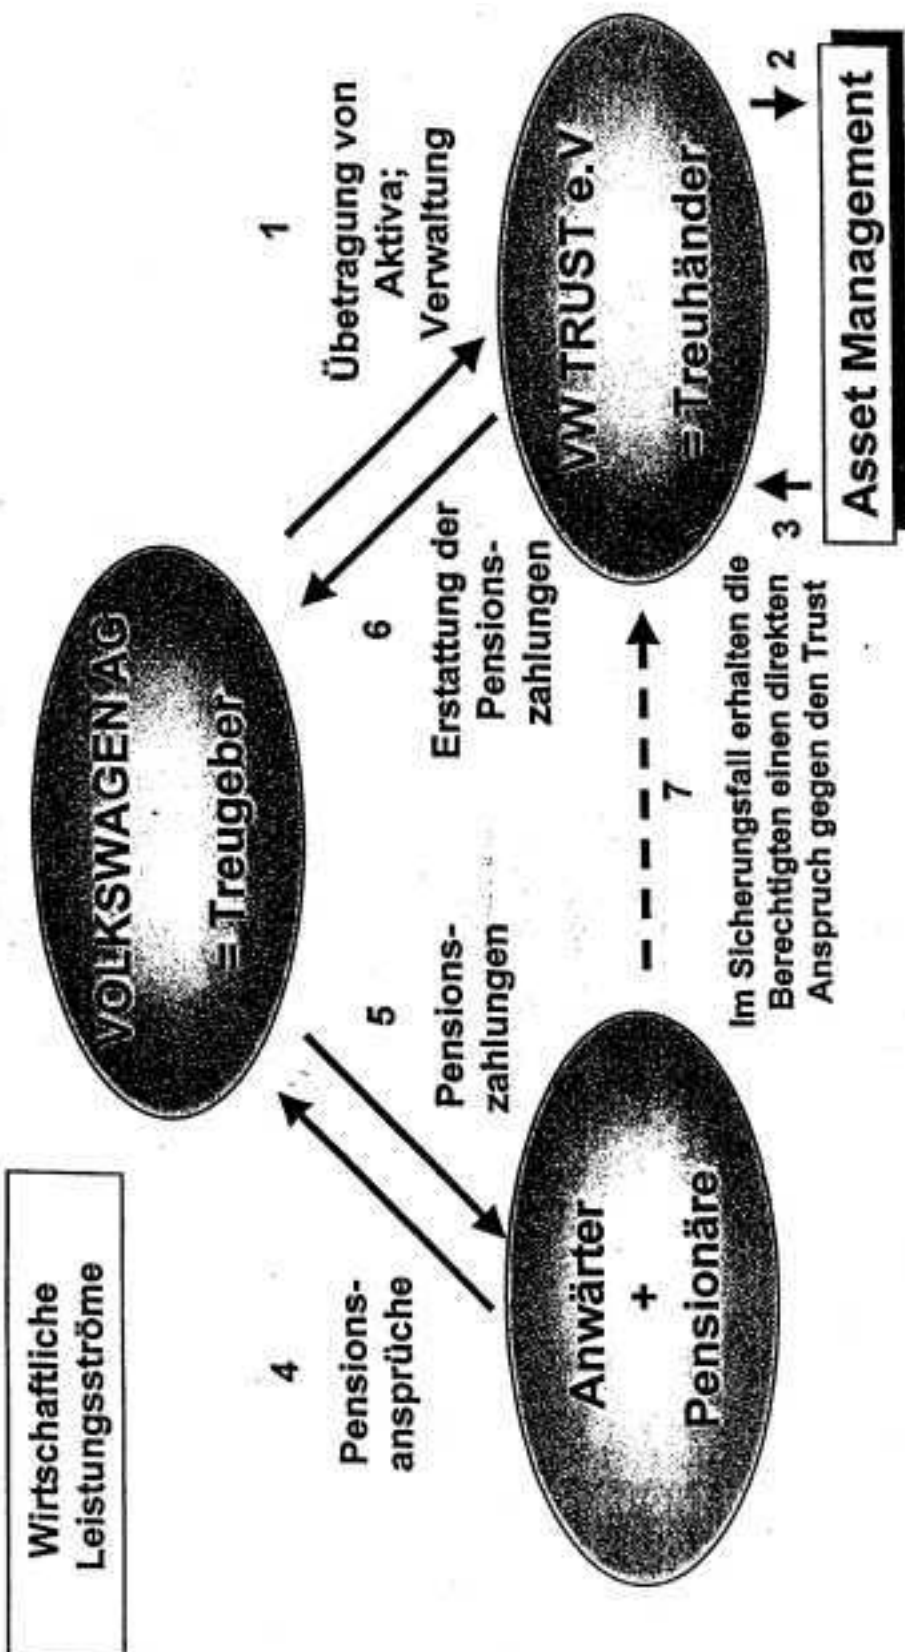 Wirtschaftliche
Leistungsströme
VOLKSWAGEN AG
= Treugeber
4
Pensions-
ansprüche
5
Pensions-
zahlungen
6
Erstattung der
Pensions-
zahlungen
1
Übetragung von
Aktiva;
Verwaltung
Anwärter
+
Pensionäre
7
Im Sicherungsfall erhalten die
Berechtigten einen direkten
Anspruch gegen den Trust
VW TRUST e.V
= Treuhänder
3
2
Asset Management